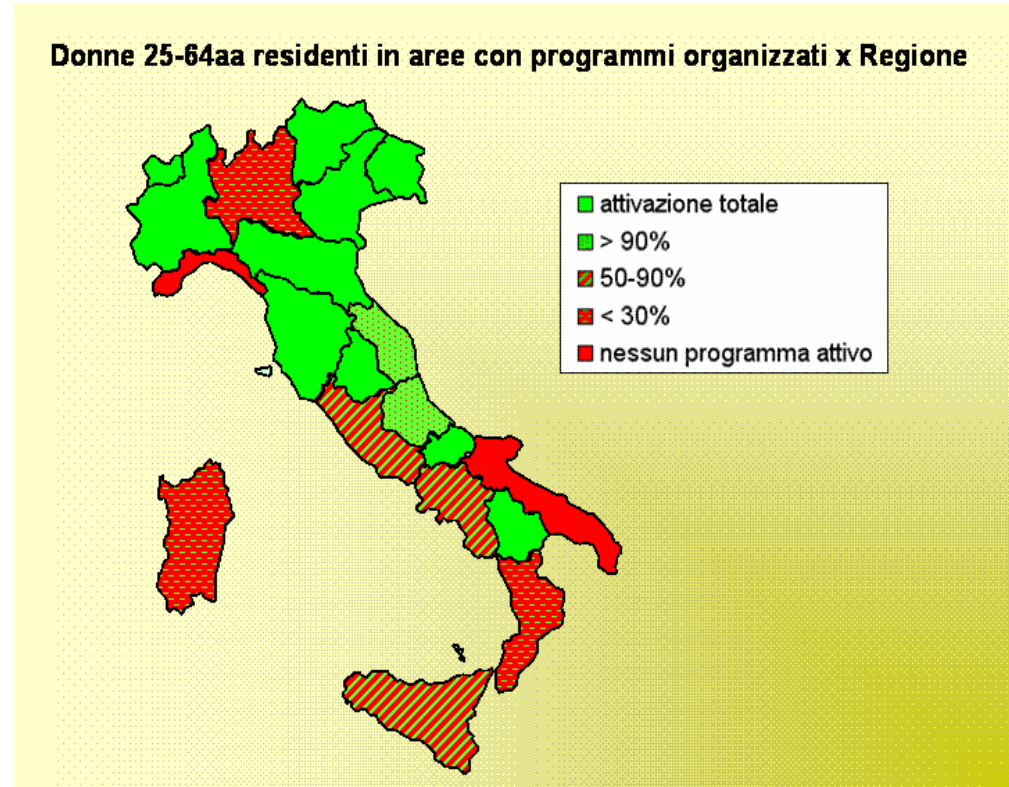 Donne 25-64aa residenti in aree con programmi organizzati x Regione
attivazione totale
> 90%
50-90%
< 30%
nessun programma attivo